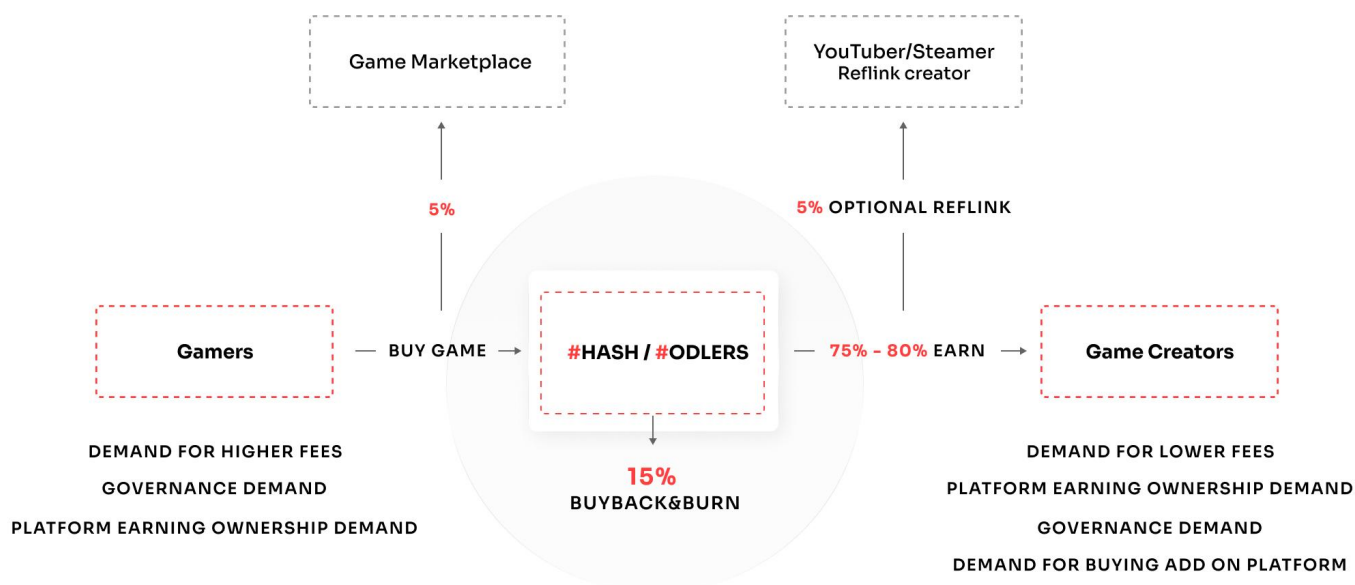 Game Marketplace
YouTuber/Steamer
Reflink creator
5%
5% OPTIONAL REFLINK
Gamers
BUY GAME
#HASH / #ODLERS
75% - 80% EARN
Game Creators
15%
BUYBACK&BURN
DEMAND FOR HIGHER FEES
GOVERNANCE DEMAND
PLATFORM EARNING OWNERSHIP DEMAND
DEMAND FOR LOWER FEES
PLATFORM EARNING OWNERSHIP DEMAND
GOVERNANCE DEMAND
DEMAND FOR BUYING ADD ON PLATFORM